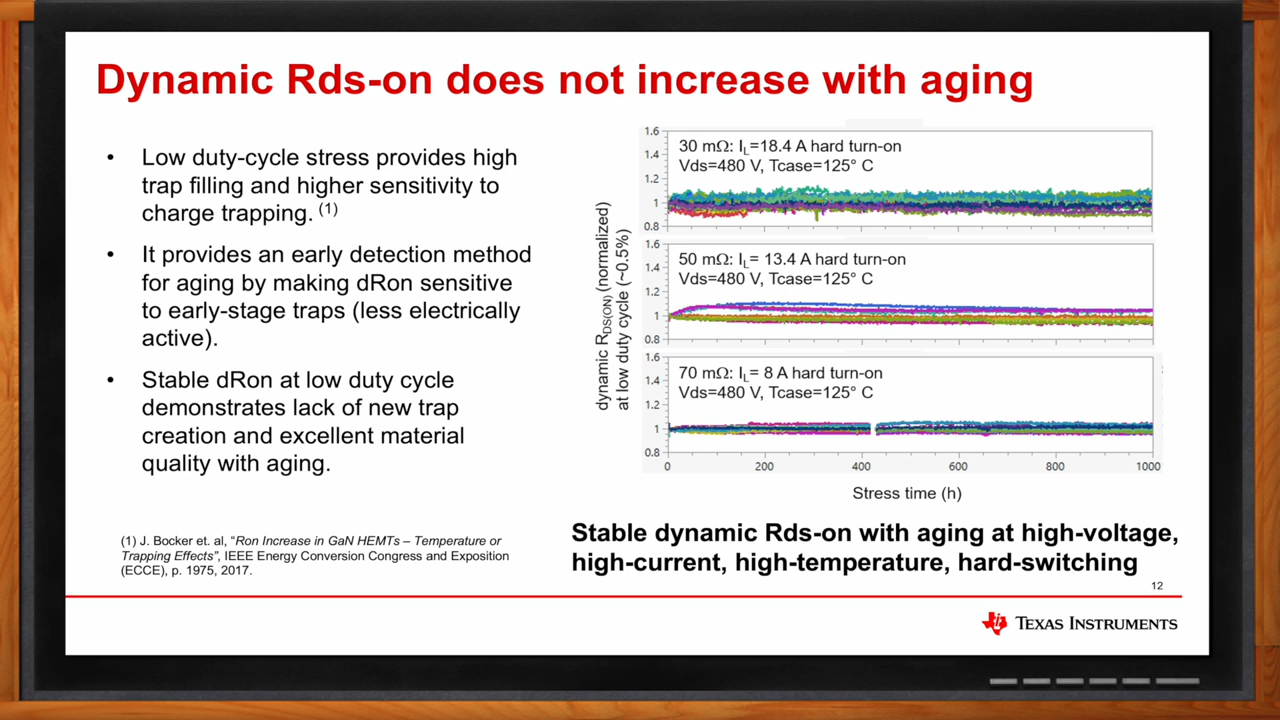 Dynamic Rds-on does not increase with aging
• Low duty-cycle stress provides high
trap filling and higher sensitivity to
charge trapping. (1)
• It provides an early detection method
for aging by making dRon sensitive
to early-stage traps (less electrically
active).
• Stable dRon at low duty cycle
demonstrates lack of new trap
creation and excellent material
quality with aging.
(1) J. Bocker et. al, “Ron Increase in GaN HEMTs – Temperature or
Trapping Effects”, IEEE Energy Conversion Congress and Exposition
(ECCE), p. 1975, 2017.
dynamic RDS(ON) (normalized)
at low duty cycle (~0.5%)
1.6
1.4
1.2
1
0.8
30 mΩ: IL=18.4 A hard turn-on
Vds=480 V, Tcase=125° C
1.6
1.4
1.2
1
0.8
50 mΩ: IL= 13.4 A hard turn-on
Vds=480 V, Tcase=125° C
1.6
1.4
1.2
1
0.8
70 mΩ: IL= 8 A hard turn-on
Vds=480 V, Tcase=125° C
0 200 400 600 800 1000
Stress time (h)
Stable dynamic Rds-on with aging at high-voltage,
high-current, high-temperature, hard-switching
12
TEXAS INSTRUMENTS